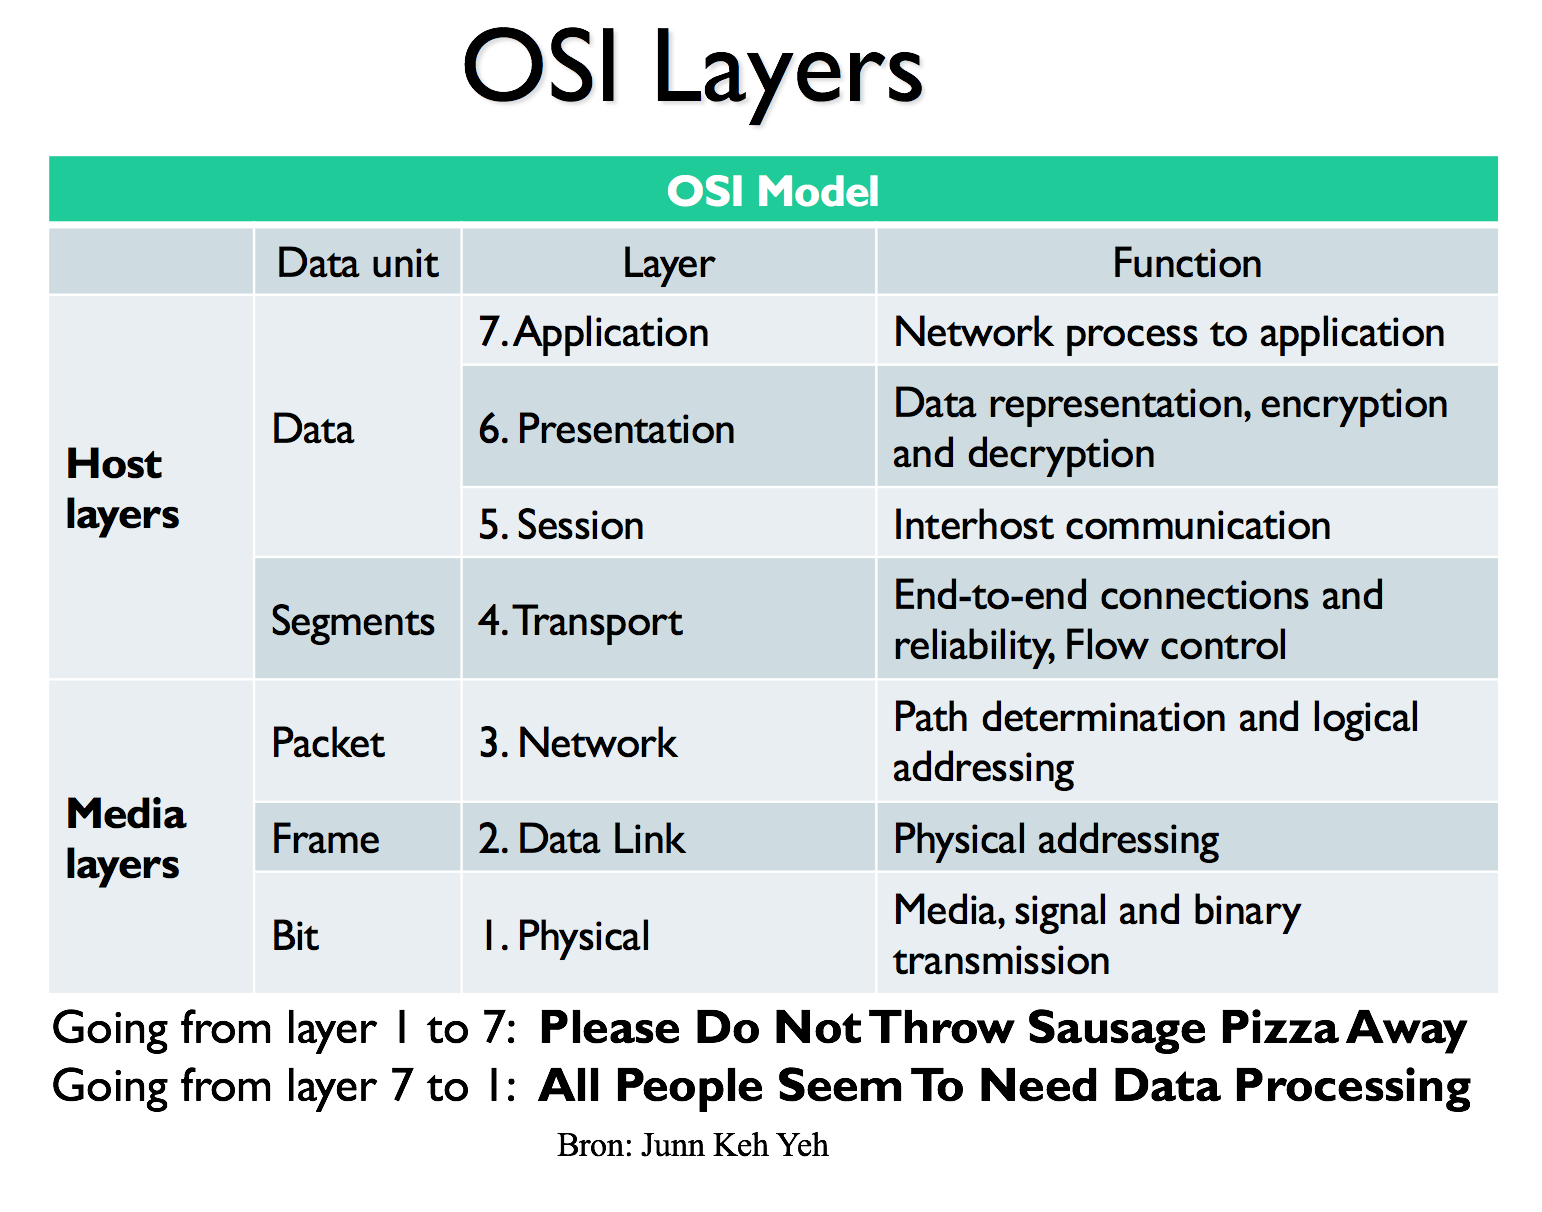 OSI Layers
OSI Model
Data unit Layer Function
Host
layers
Data
7. Application Network process to application
6. Presentation Data representation, encryption
and decryption
5. Session Interhost communication
Segments 4. Transport End-to-end connections and
reliability, Flow control
Media
layers
Packet 3. Network Path determination and logical
addressing
Frame 2. Data Link Physical addressing
Bit 1. Physical Media, signal and binary
transmission
Going from layer 1 to 7: Please Do Not Throw Sausage Pizza Away
Going from layer 7 to 1: All People Seem To Need Data Processing
Bron: Junn Keh Yeh